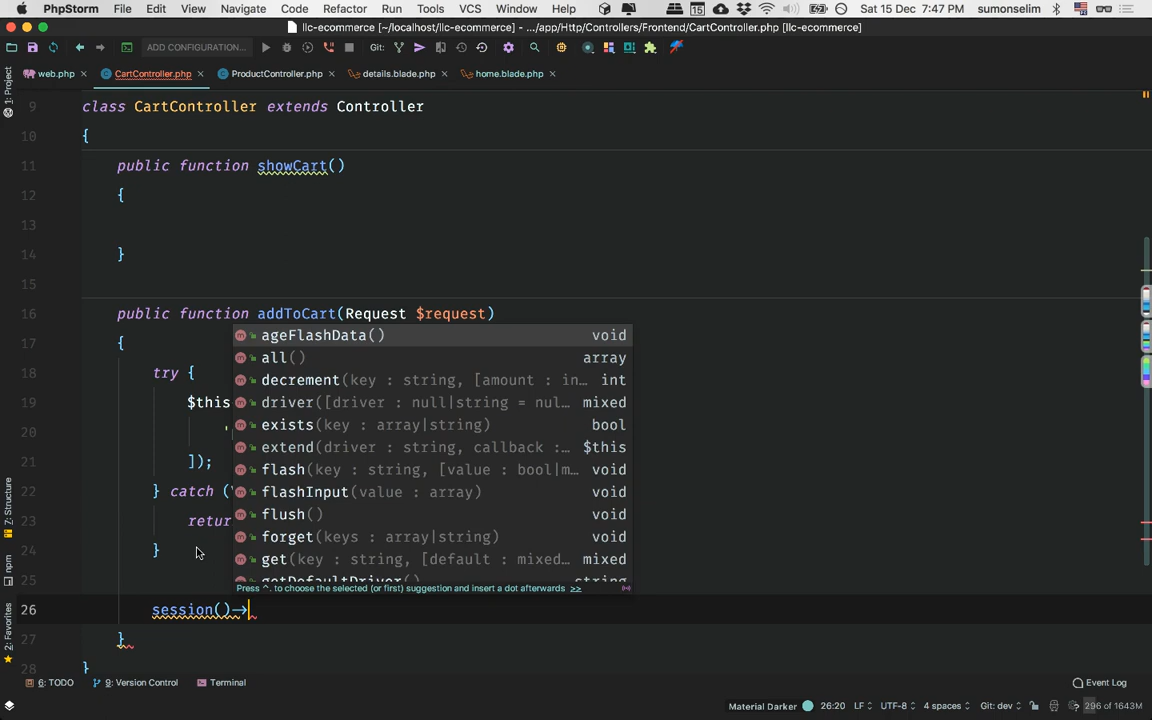 PhpStorm File Edit View Navigate Code Refactor Run Tools VCS Window Help 15 Sat 15 Dec 7:47 PM sumonselim
llc-ecommerce [~/localhost/llc-ecommerce] - .../app/Http/Controllers/Frontend/CartController.php [llc-ecommerce]
ADD CONFIGURATION... Git:
web.php CartController.php ProductController.php details.blade.php home.blade.php
1: Project
7: Structure
npm
2: Favorites
9 class CartController extends Controller
10 {
11 public function showCart()
12 {
13
14 }
15
16 public function addToCart(Request $request)
17 {
18 try {
19 $this
20 '
21 ]);
22 } catch (
23 retur
24 }
25
26 session()->
27 }
28 }
ageFlashData() void
all() array
decrement(key : string, [amount : in... int
driver([driver : null|string = nul... mixed
exists(key : array|string) bool
extend(driver : string, callback :... $this
flash(key : string, [value : bool|m... void
flashInput(value : array) void
flush() void
forget(keys : array|string) void
get(key : string, [default : mixed... mixed
getDefaultDriver() string
Press ^. to choose the selected (or first) suggestion and insert a dot afterwards >>
6: TODO 9: Version Control Terminal Event Log
Material Darker 26:20 LF UTF-8 4 spaces Git: dev 296 of 1643M